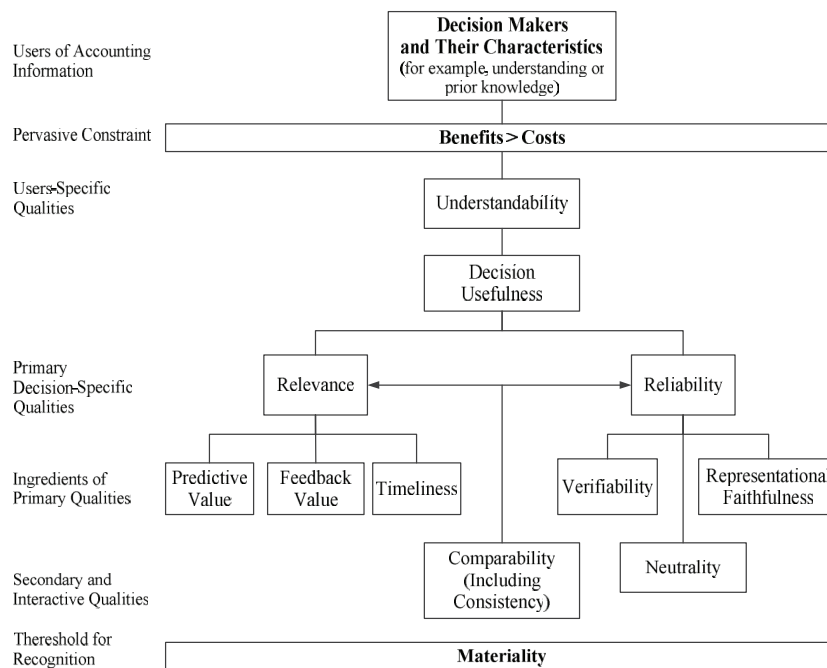 Users of Accounting
Information
Decision Makers
and Their Characteristics
(for example, understanding or
prior knowledge)
Pervasive Constraint
Benefits > Costs
Users-Specific
Qualities
Understandability
Decision
Usefulness
Primary
Decision-Specific
Qualities
Relevance
Reliability
Ingredients of
Primary Qualities
Predictive
Value
Feedback
Value
Timeliness
Verifiability
Representational
Faithfulness
Secondary and
Interactive Qualities
Comparability
(Including
Consistency)
Neutrality
Thereshold for
Recognition
Materiality